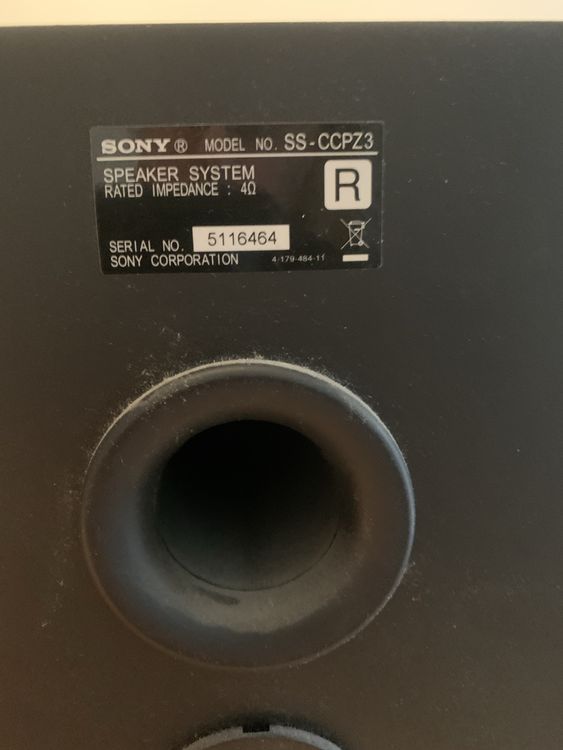 SONY® MODEL NO. SS-CCPZ3
SPEAKER SYSTEM
RATED IMPEDANCE : 4Ω
R
SERIAL NO. 5116464
SONY CORPORATION 4-179-484-11